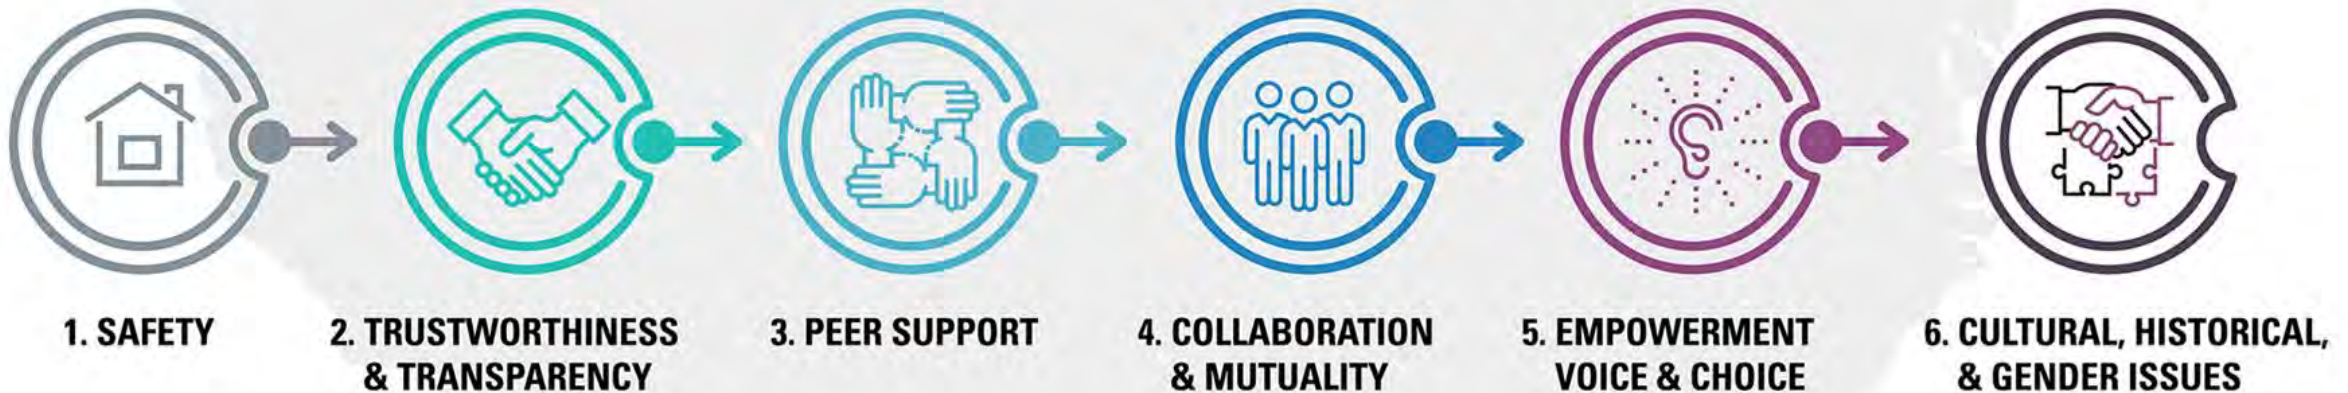 1. SAFETY
2. TRUSTWORTHINESS
& TRANSPARENCY
3. PEER SUPPORT
4. COLLABORATION
& MUTUALITY
5. EMPOWERMENT
VOICE & CHOICE
6. CULTURAL, HISTORICAL,
& GENDER ISSUES